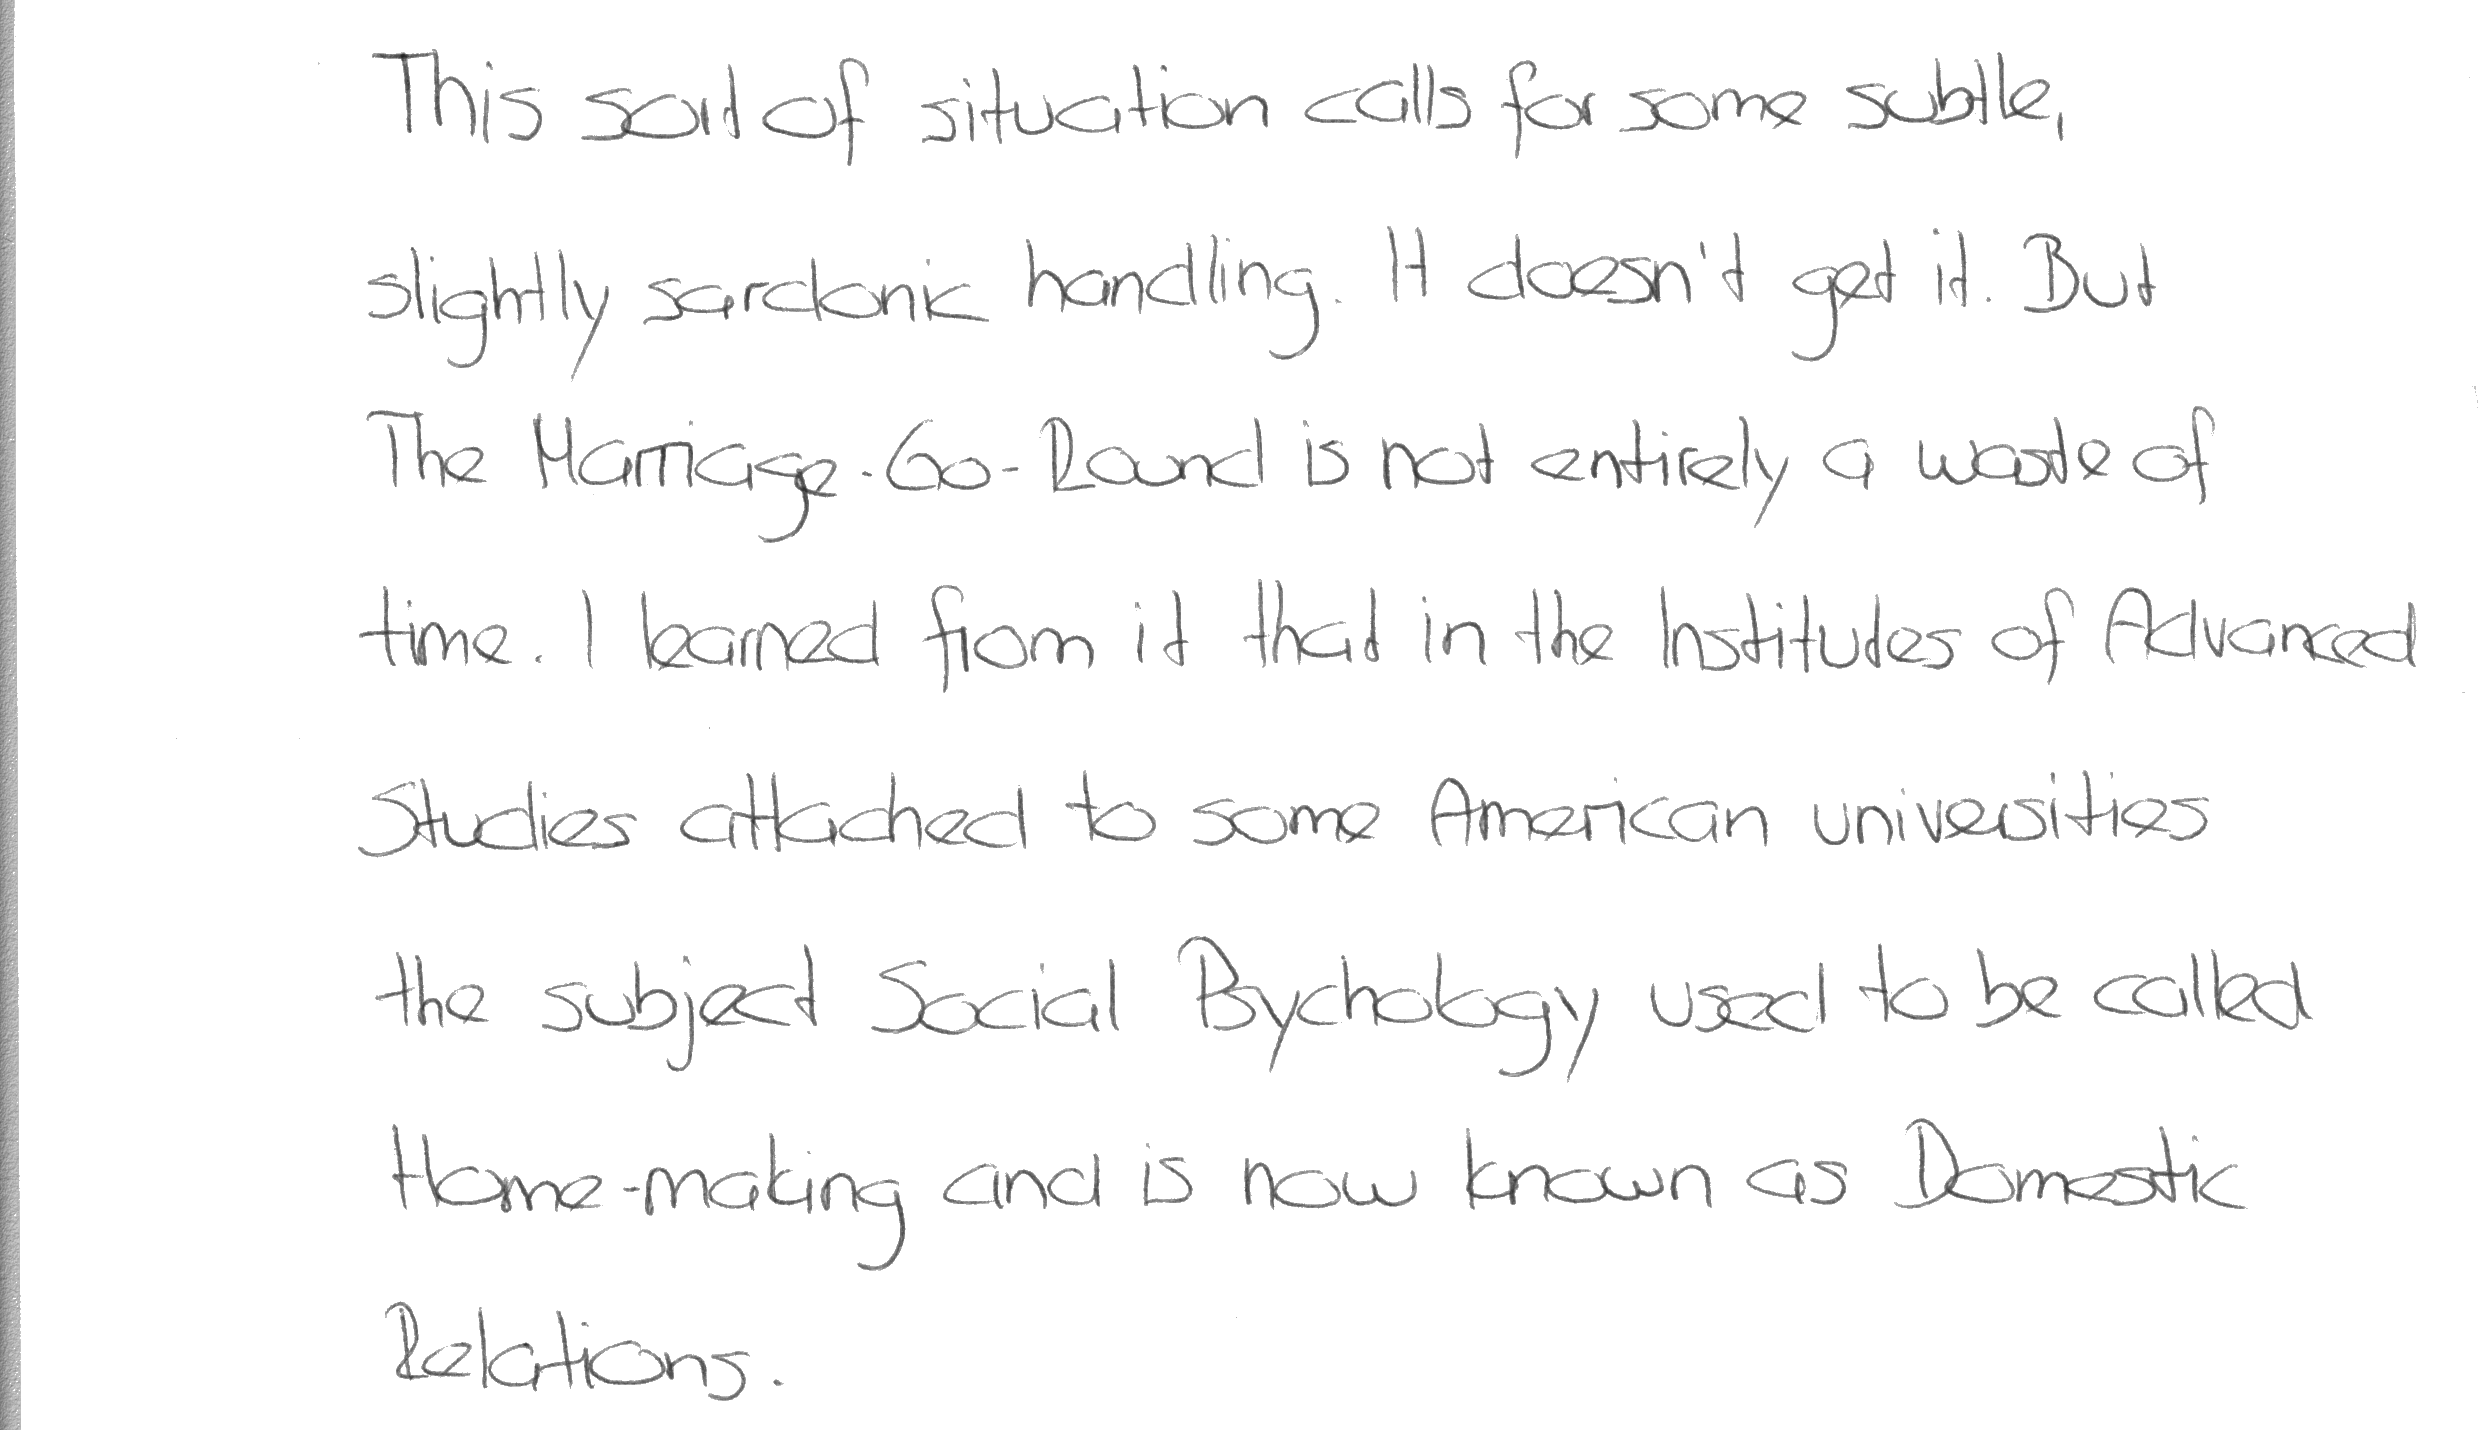 This sort of situation calls for some subtle,
slightly sardonic handling. It doesn't get it. But
The Marriage-Go-Round is not entirely a waste of
time. I learned from it that in the Institutes of Advanced
Studies attached to some American universities
the subject Social Psychology used to be called
Home-making and is now known as Domestic
Relations.